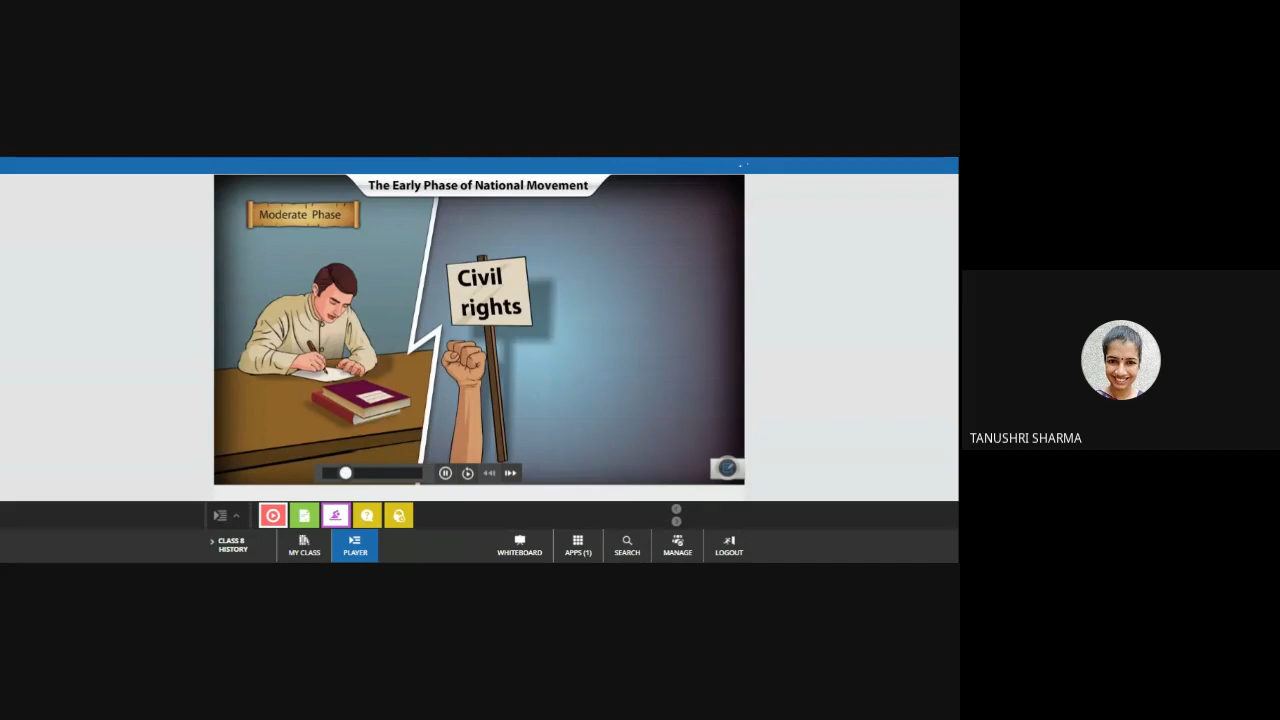 The Early Phase of National Movement
Moderate Phase
Civil
rights
TANUSHRI SHARMA
CLASS 8
HISTORY
MY CLASS
PLAYER
WHITEBOARD
APPS (1)
SEARCH
MANAGE
LOGOUT